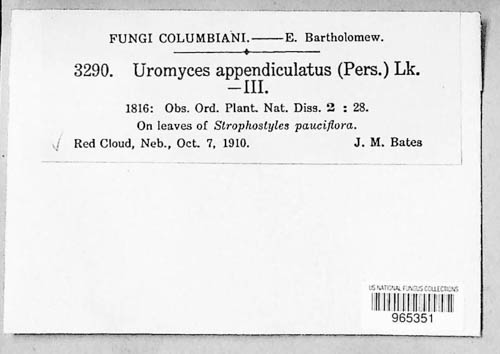 FUNGI COLUMBIANI.—E. Bartholomew.
3290. Uromyces appendiculatus (Pers.) Lk.
—III.
1816: Obs. Ord. Plant. Nat. Diss. 2 : 28.
On leaves of Strophostyles pauciflora.
Red Cloud, Neb., Oct. 7, 1910. J. M. Bates
US NATIONAL FUNGUS COLLECTIONS
965351